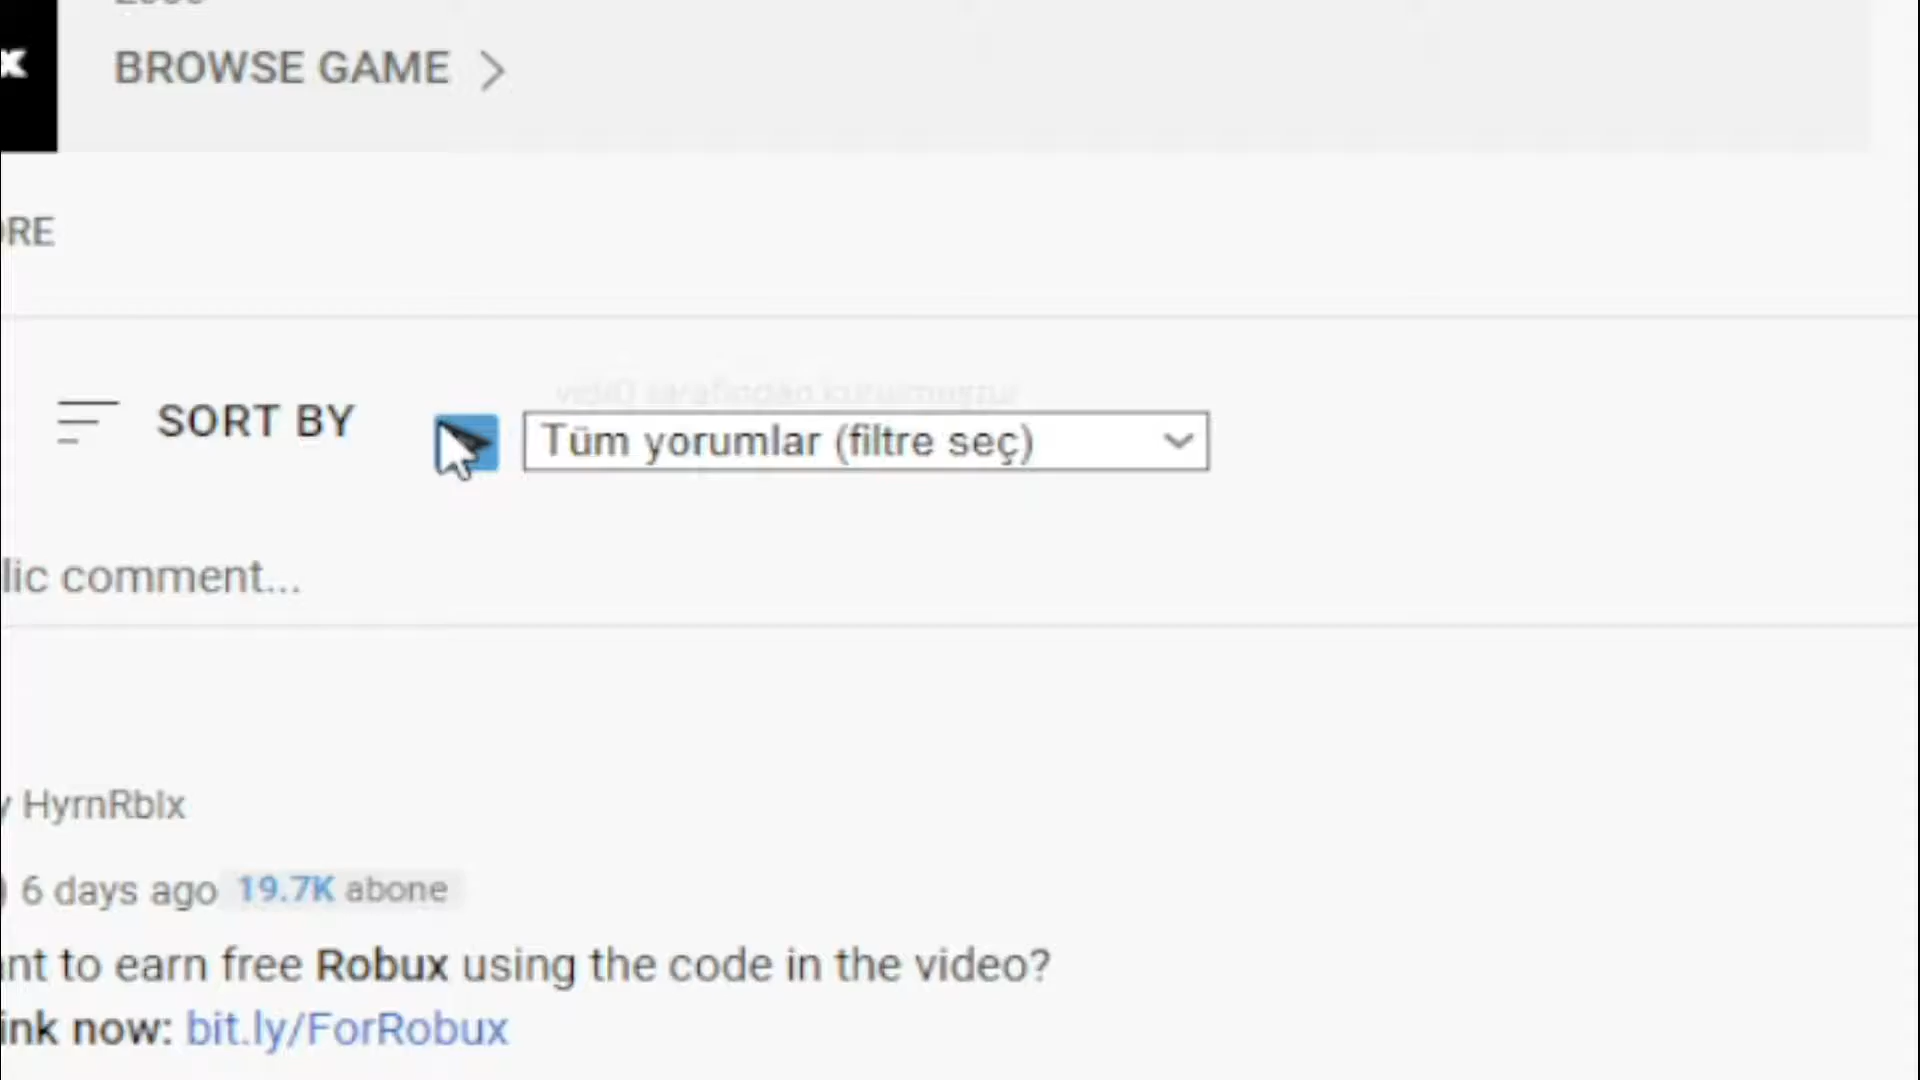 x
BROWSE GAME
ORE
SORT BY
Tüm yorumlar (filtre seç)
lic comment...
y HyrnRblx
6 days ago 19.7K abone
nt to earn free Robux using the code in the video?
ink now: bit.ly/ForRobux